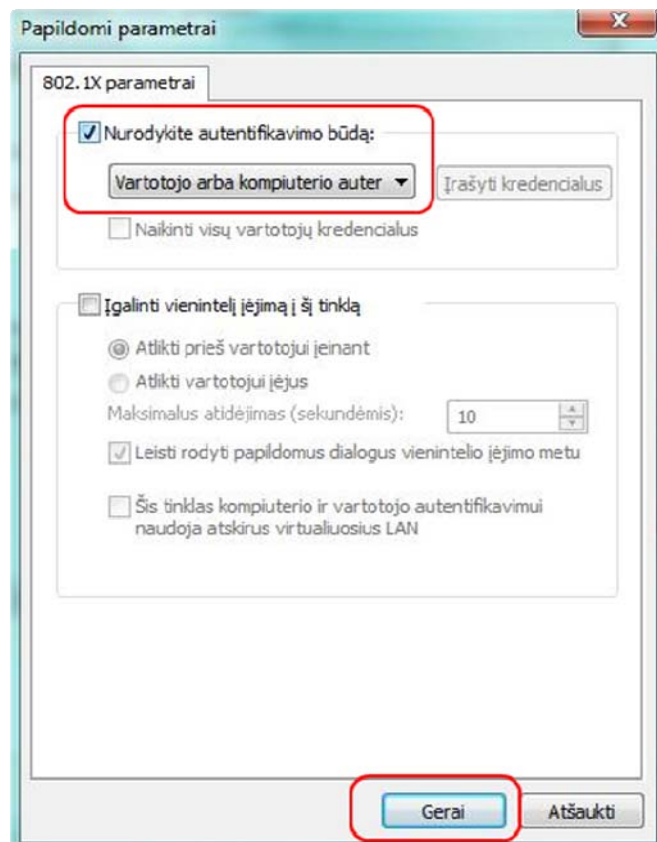 Papildomi parametrai
802.1X parametrai
Nurodykite autentifikavimo būdą:
Vartotojo arba kompiuterio auter
Įrašyti kredencialus
Naikinti visų vartotojų kredencialus
Įgalinti vienintelį įėjimą į šį tinklą
Atlikti prieš vartotojui įeinant
Atlikti vartotojui įėjus
Maksimalus atidėjimas (sekundėmis):
10
Leisti rodyti papildomus dialogus vienintelio įėjimo metu
Šis tinklas kompiuterio ir vartotojo autentifikavimui
naudoja atskirus virtualiuosius LAN
Gerai
Atšaukti